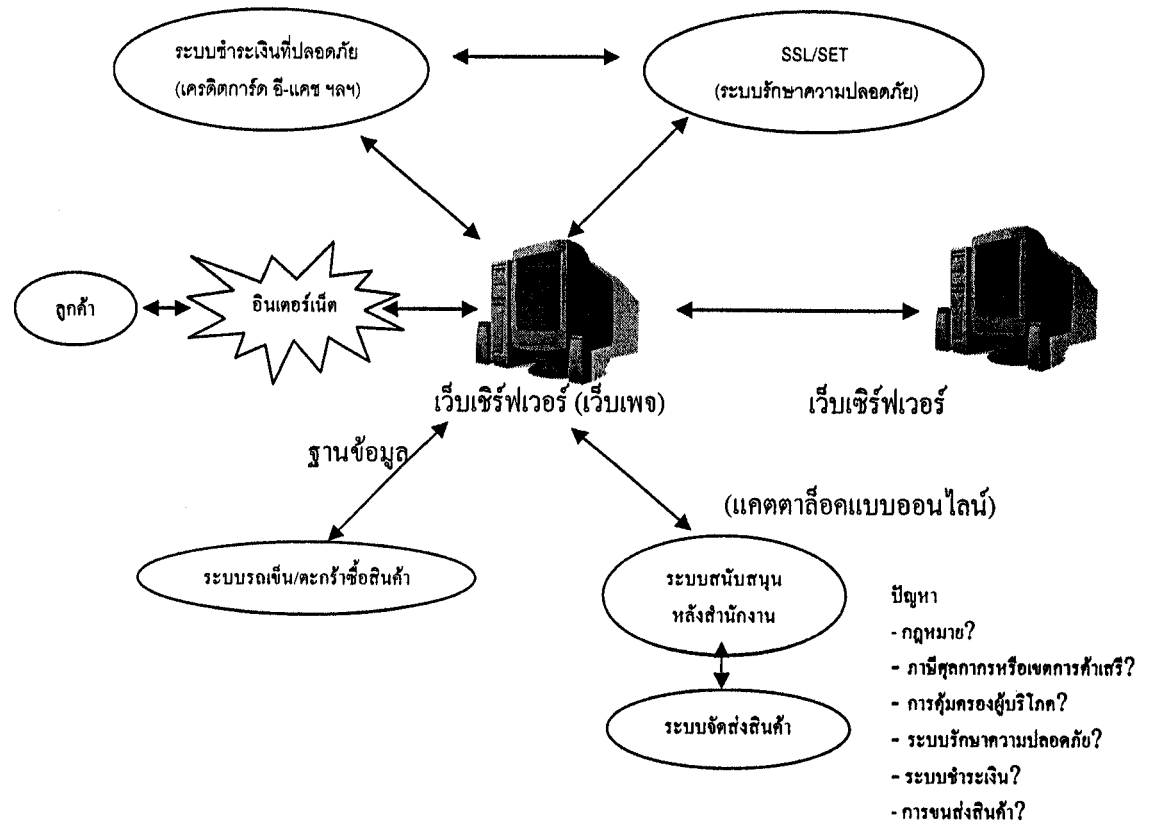 ระบบชำระเงินที่ปลอดภัย
(เครดิตการ์ด อี-แคช ฯลฯ)
SSL/SET
(ระบบรักษาความปลอดภัย)
ลูกค้า
อินเตอร์เน็ต
เว็บเซิร์ฟเวอร์ (เว็บเพจ)
เว็บเซิร์ฟเวอร์
ฐานข้อมูล
(แคตตาล็อคแบบออนไลน์)
ระบบรถเข็น/ตะกร้าซื้อสินค้า
ระบบสนับสนุน
หลังสำนักงาน
ระบบจัดส่งสินค้า
ปัญหา
- กฎหมาย?
- ภาษีศุลกากรหรือเขตการค้าเสรี?
- การคุ้มครองผู้บริโภค?
- ระบบรักษาความปลอดภัย?
- ระบบชำระเงิน?
- การขนส่งสินค้า?